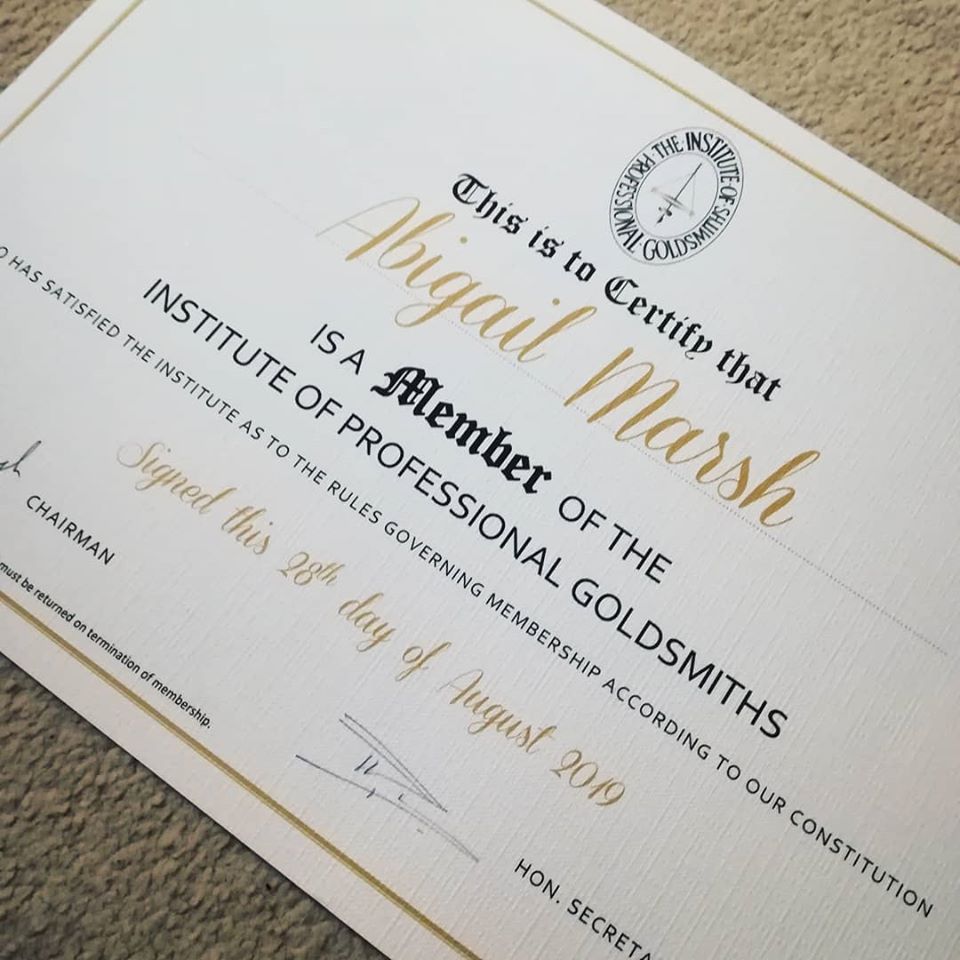 THE INSTITUTE OF PROFESSIONAL GOLDSMITHS
This is to Certify that
Abigail Marsh
IS A Member OF THE
INSTITUTE OF PROFESSIONAL GOLDSMITHS
O HAS SATISFIED THE INSTITUTE AS TO THE RULES GOVERNING MEMBERSHIP ACCORDING TO OUR CONSTITUTION
Signed this 28th day of August 2019
CHAIRMAN
HON. SECRETA
must be returned on termination of membership.